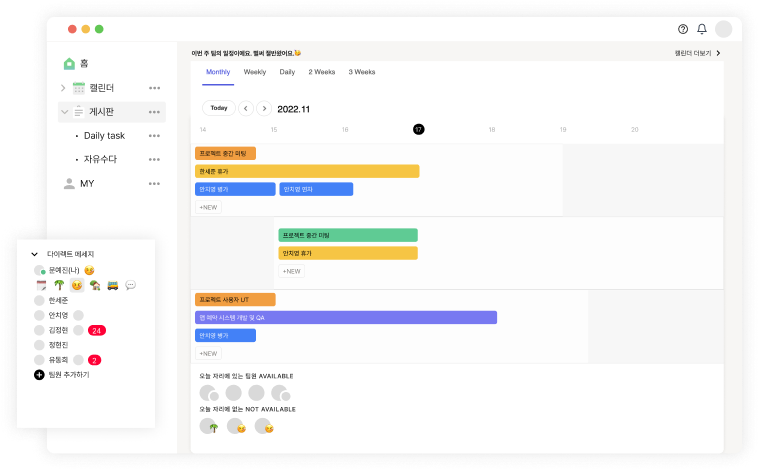 홈
캘린더
게시판
Daily task
자유수다
MY
다이렉트 메세지
문예진(나)
한세준
안치영
김정현
24
정현진
유동희
2
팀원 추가하기
이번 주 팀의 일정이에요. 벌써 절반왔어요.
캘린더 더보기
Monthly Weekly Daily 2 Weeks 3 Weeks
Today 2022.11
14 15 16 17 18 19 20
프로젝트 중간 미팅
한세준 휴가
안치영 병가 안치영 연차
+NEW
프로젝트 중간 미팅
안치영 휴가
+NEW
프로젝트 사용자 UT
앱 예약 시스템 개발 및 QA
안치영 병가
+NEW
오늘 자리에 있는 팀원 AVAILABLE
오늘 자리에 없는 NOT AVAILABLE